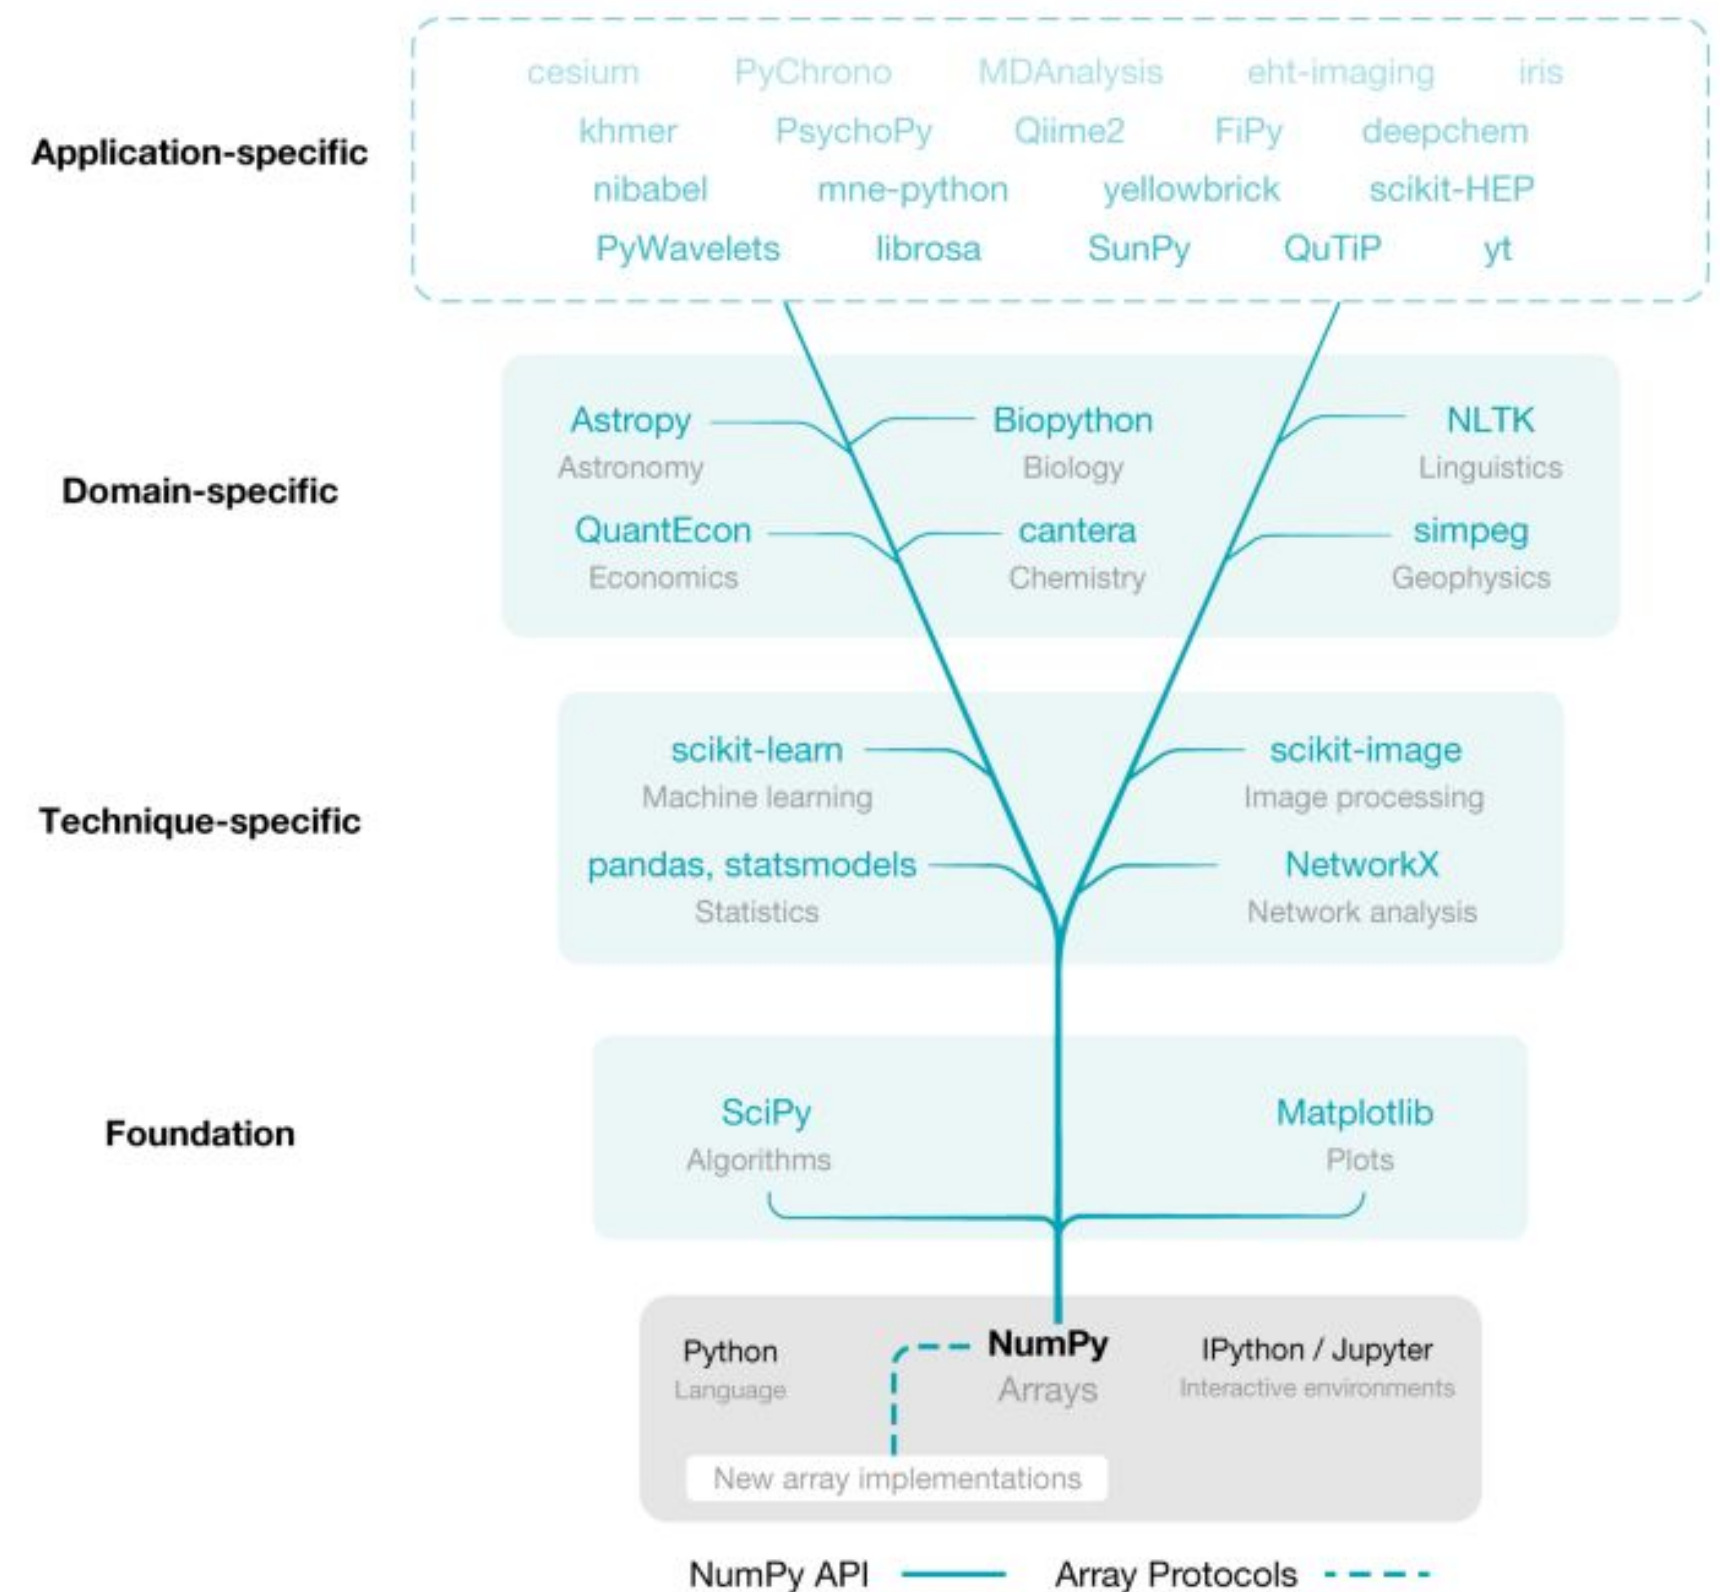 cesium PyChrono MDAnalysis eht-imaging iris
khmer PsychoPy Qiime2 FiPy deepchem
Application-specific
nibabel mne-python yellowbrick scikit-HEP
PyWavelets librosa SunPy QuTiP yt
Astropy Biopython NLTK
Astronomy Biology Linguistics
Domain-specific
QuantEcon cantera simpeg
Economics Chemistry Geophysics
scikit-learn scikit-image
Machine learning Image processing
Technique-specific
pandas, statsmodels NetworkX
Statistics Network analysis
SciPy Matplotlib
Foundation
Algorithms Plots
Python NumPy IPython / Jupyter
Language Arrays Interactive environments
New array implementations
NumPy API Array Protocols